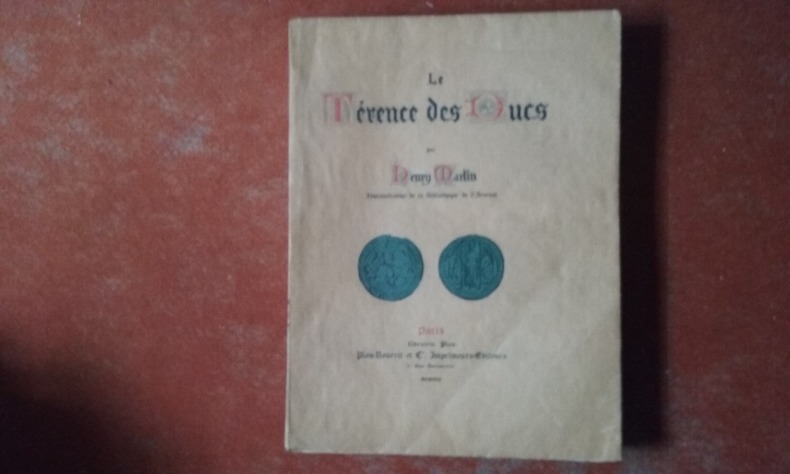 Le
Térence des Ducs
par
Henry Martin
Administrateur de la Bibliothèque de l'Arsenal
Paris
Librairie Plon
Plon-Nourrit et Cie, Imprimeurs-Éditeurs